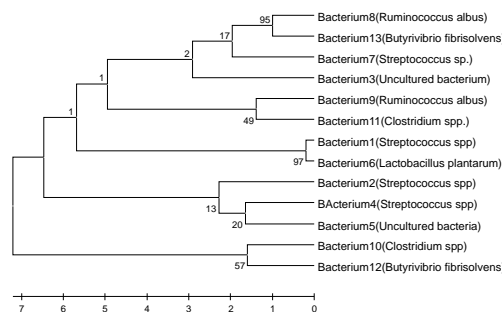 95
Bacterium8(Ruminococcus albus)
17
Bacterium13(Butyrivibrio fibrisolvens)
2
Bacterium7(Streptococcus sp.)
1
Bacterium3(Uncultured bacterium)
Bacterium9(Ruminococcus albus)
1
49
Bacterium11(Clostridium spp.)
Bacterium1(Streptococcus spp)
97
Bacterium6(Lactobacillus plantarum)
Bacterium2(Streptococcus spp)
13
BActerium4(Streptococcus spp)
20
Bacterium5(Uncultured bacteria)
Bacterium10(Clostridium spp)
57
Bacterium12(Butyrivibrio fibrisolvens)
7 6 5 4 3 2 1 0